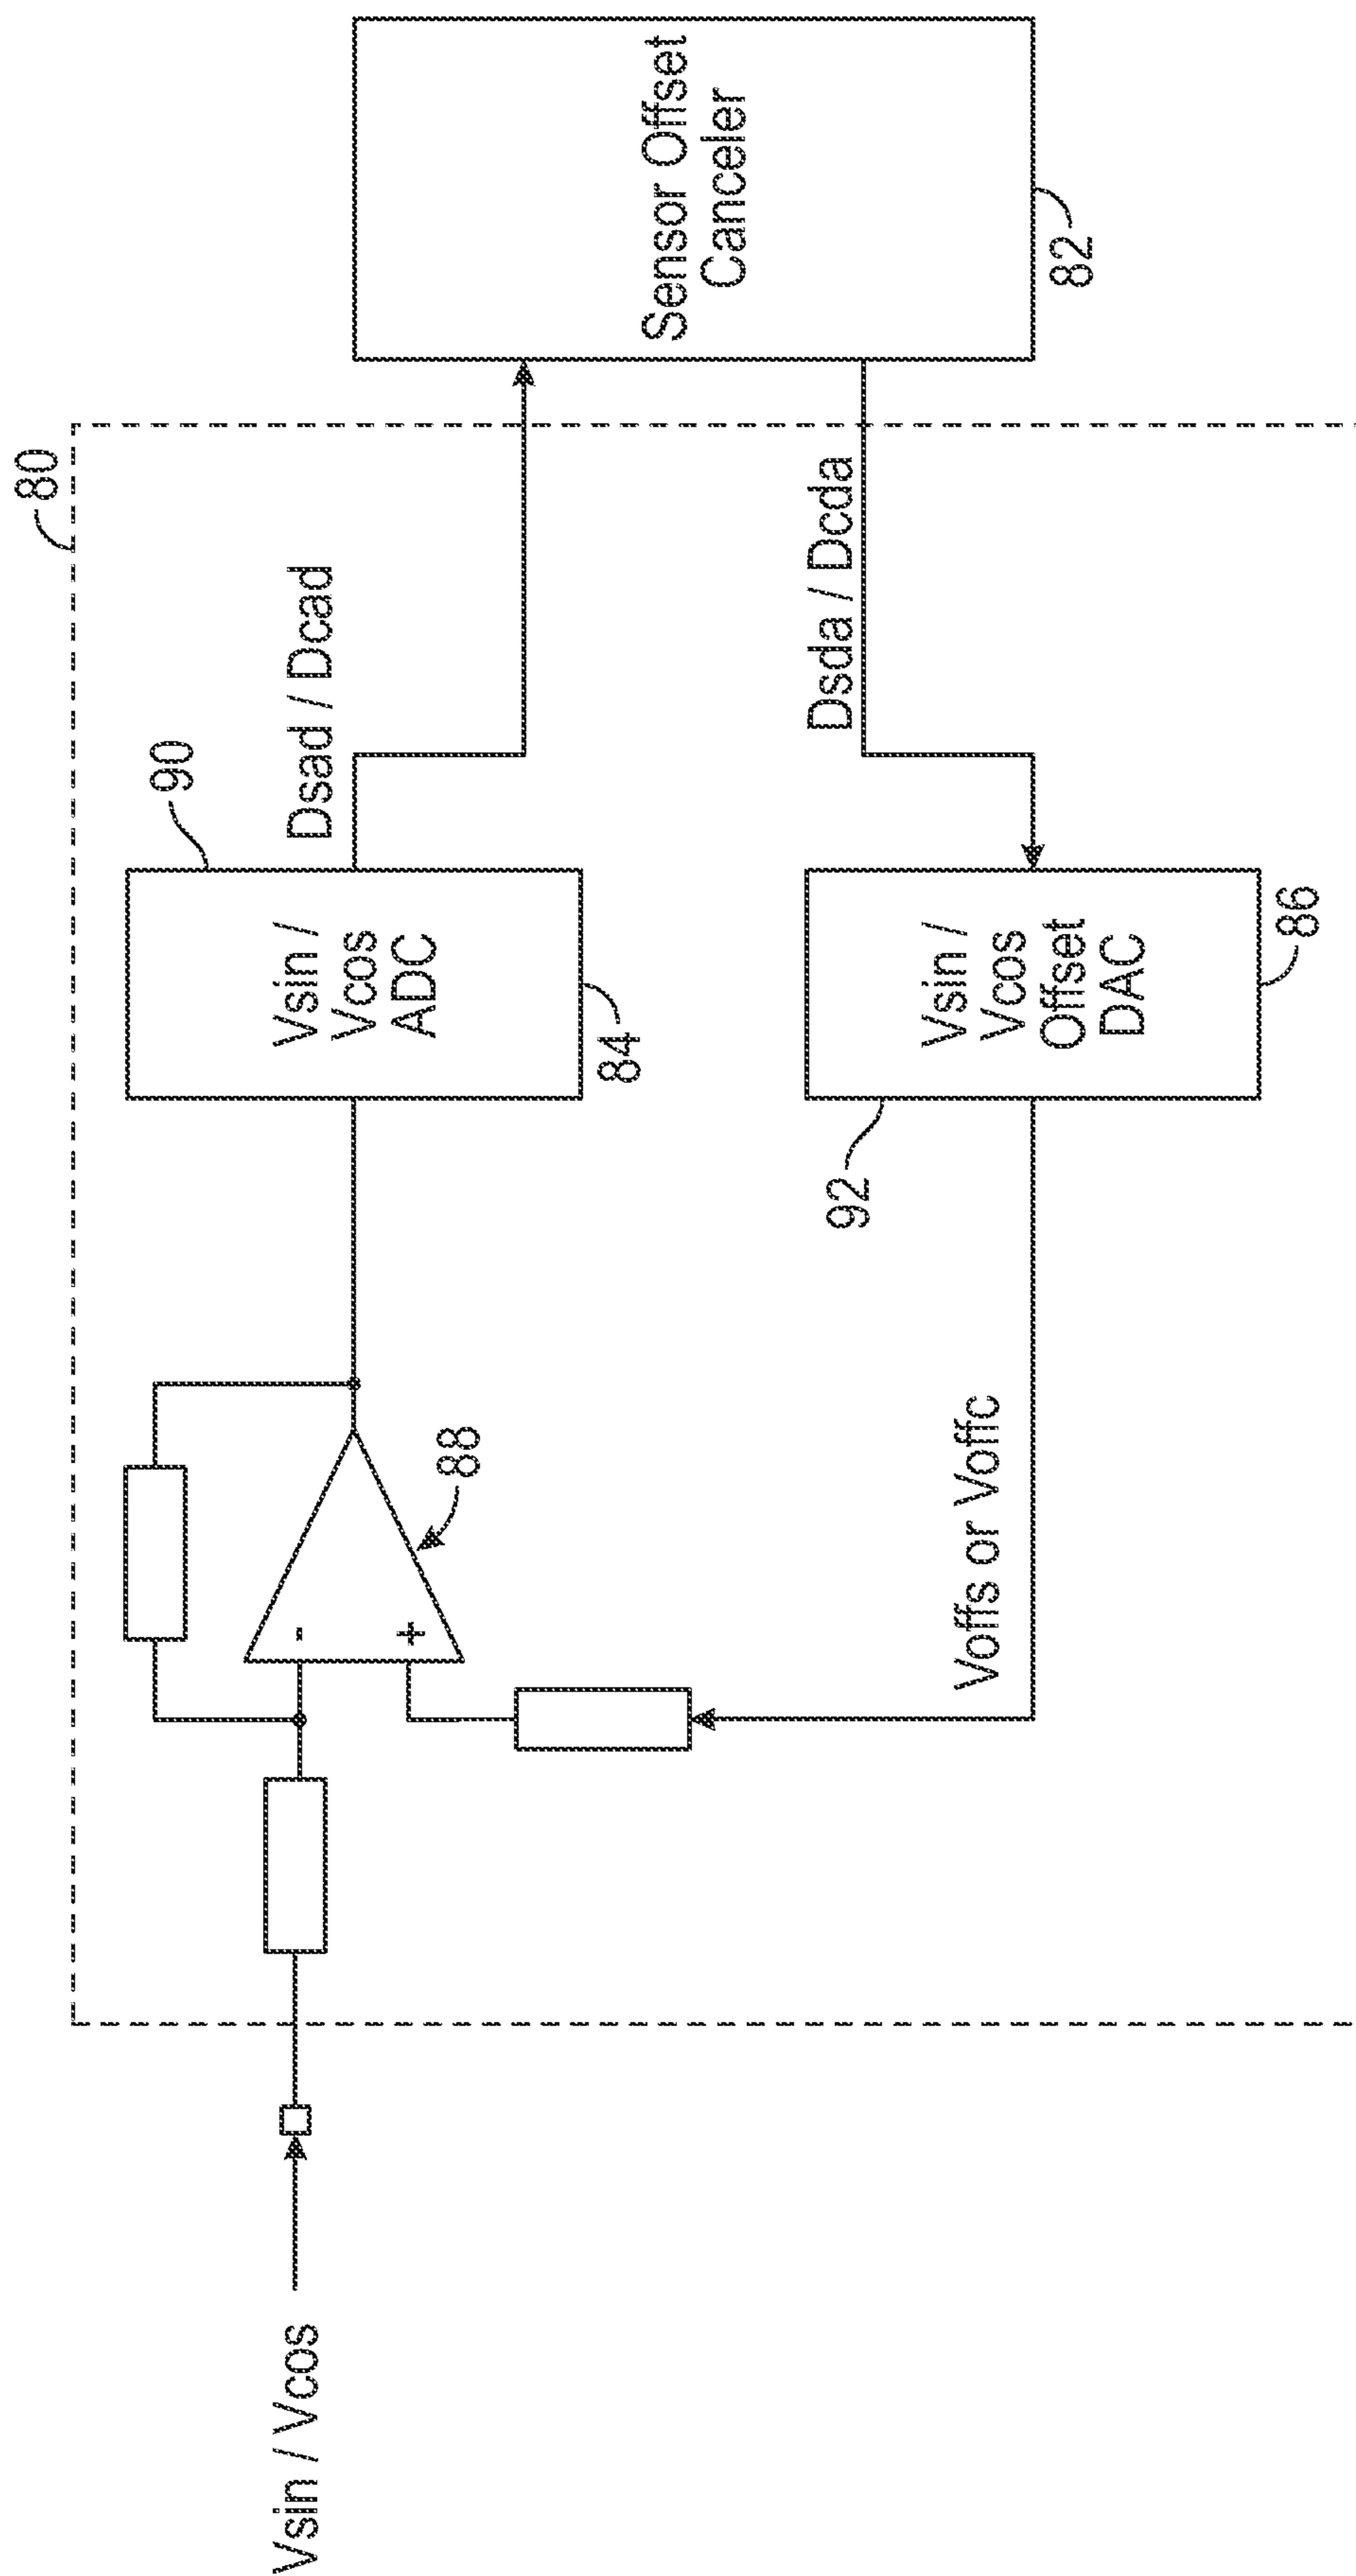 80
90
Dsad / Dcad
Vsin /
Vcos
ADC
84
88
-
+
Vsin / Vcos
Sensor Offset
Canceler
82
Dsda / Dcda
92
Vsin /
Vcos
Offset
DAC
86
Voffs or Voffc